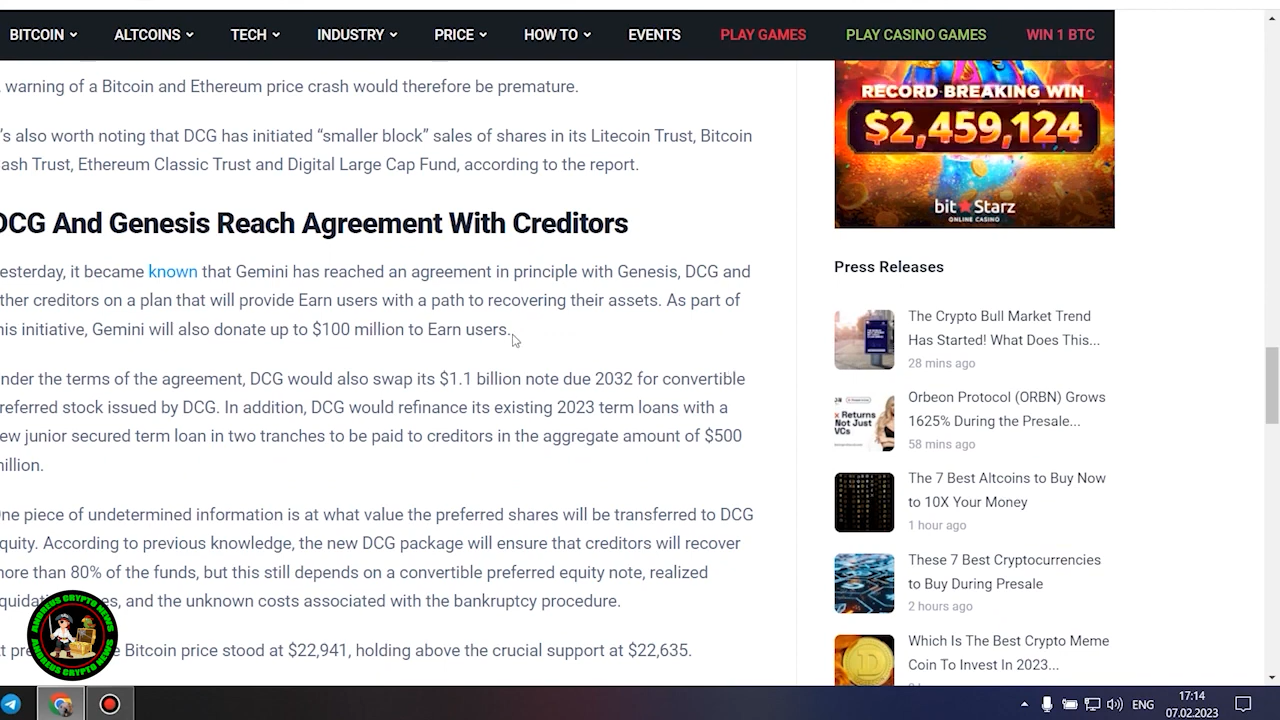 BITCOIN ALTCOINS TECH INDUSTRY PRICE HOW TO EVENTS PLAY GAMES PLAY CASINO GAMES WIN 1 BTC
warning of a Bitcoin and Ethereum price crash would therefore be premature.
's also worth noting that DCG has initiated “smaller block” sales of shares in its Litecoin Trust, Bitcoin
ash Trust, Ethereum Classic Trust and Digital Large Cap Fund, according to the report.
DCG And Genesis Reach Agreement With Creditors
esterday, it became known that Gemini has reached an agreement in principle with Genesis, DCG and
ther creditors on a plan that will provide Earn users with a path to recovering their assets. As part of
his initiative, Gemini will also donate up to $100 million to Earn users.
nder the terms of the agreement, DCG would also swap its $1.1 billion note due 2032 for convertible
referred stock issued by DCG. In addition, DCG would refinance its existing 2023 term loans with a
ew junior secured term loan in two tranches to be paid to creditors in the aggregate amount of $500
illion.
ne piece of undetermined information is at what value the preferred shares will be transferred to DCG
quity. According to previous knowledge, the new DCG package will ensure that creditors will recover
ore than 80% of the funds, but this still depends on a convertible preferred equity note, realized
and the unknown costs associated with the bankruptcy procedure.
Bitcoin price stood at $22,941, holding above the crucial support at $22,635.
RECORD BREAKING WIN
$2,459,124
bitStarz
ONLINE CASINO
Press Releases
The Crypto Bull Market Trend
Has Started! What Does This...
28 mins ago
Orbeon Protocol (ORBN) Grows
1625% During the Presale...
58 mins ago
Returns
Not Just
VCs
The 7 Best Altcoins to Buy Now
to 10X Your Money
1 hour ago
These 7 Best Cryptocurrencies
to Buy During Presale
2 hours ago
Which Is The Best Crypto Meme
Coin To Invest In 2023...
ANDREUS CRYPTO NEWS
ANDREUS CRYPTO NEWS
ENG
17:14
07.02.2023